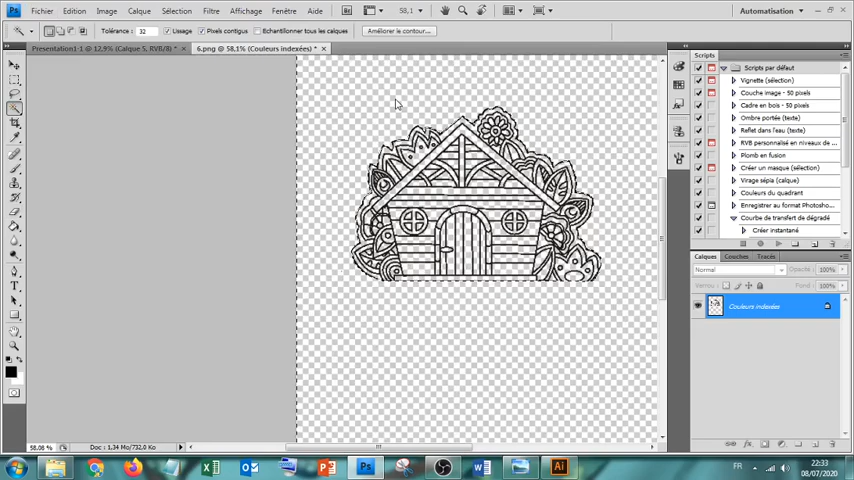 Fichier Edition Image Calque Sélection Filtre Affichage Fenêtre Aide
Br 58,1 Automatisation
Tolérance : 32 Lissage Pixels contigus Echantillonner tous les calques Améliorer le contour...
Presentation1-1 @ 12,9% (Calque 5, RVB/8) * × 6.png @ 58,1% (Couleurs indexées) * ×
Scripts
Scripts par défaut
Vignette (sélection)
Couche image - 50 pixels
Cadre en bois - 50 pixels
Ombre portée (texte)
Reflet dans l'eau (texte)
RVB personnalisé en niveaux de ...
Plomb en fusion
Créer un masque (sélection)
Virage sépia (calque)
Couleurs du quadrant
Enregistrer au format Photosho...
Courbe de transfert de dégradé
Créer instantané
Calques Couches Tracés
Normal Opacité : 100%
Verrou : Fond : 100%
Couleurs indexées
58,08 % Doc : 1,34 Mo/732,0 Ko
Ps Ai
FR 22:33
08/07/2020